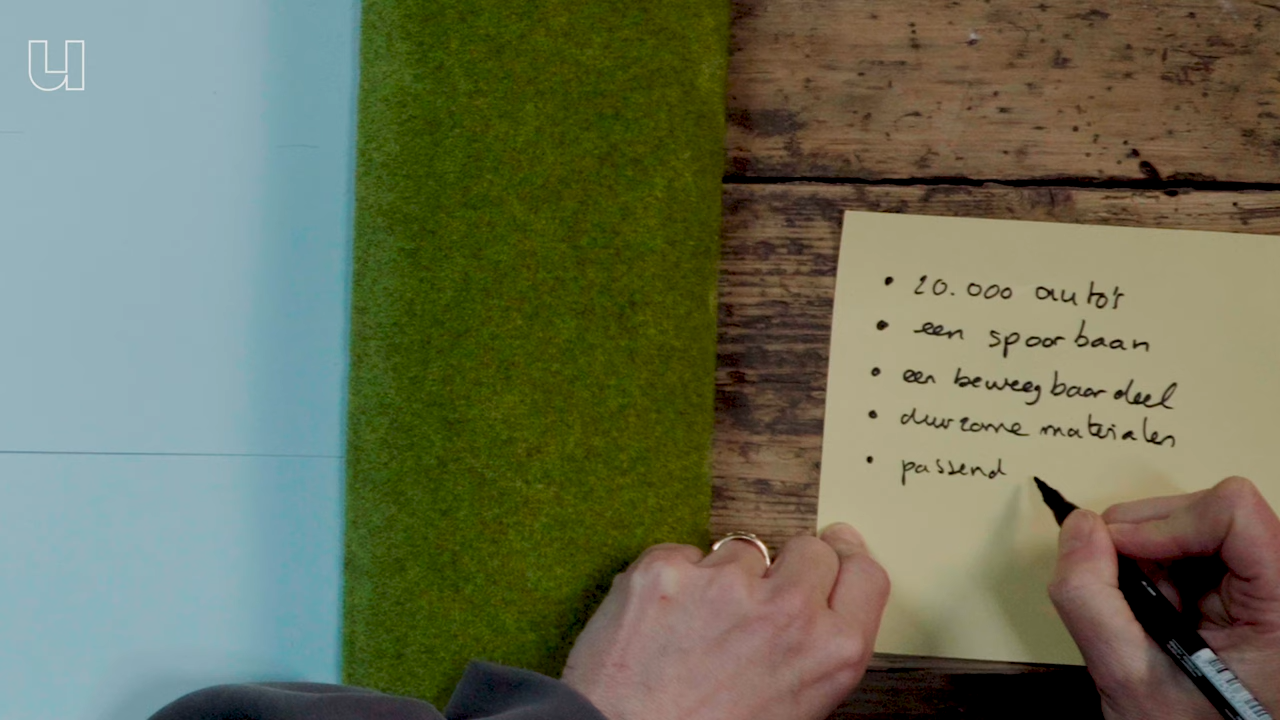 u
• 20.000 auto's
• een spoorbaan
• een beweegbaar deel
• duurzame materialen
• passend